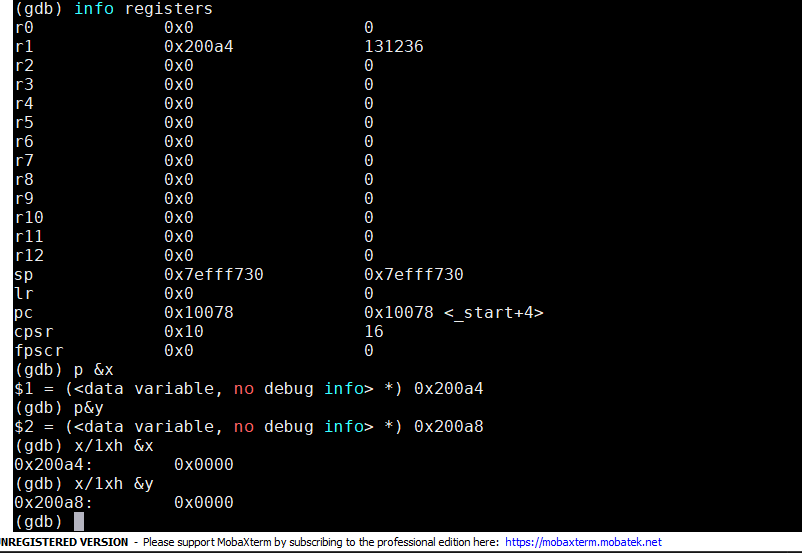 (gdb) info registers
r0 0x0 0
r1 0x200a4 131236
r2 0x0 0
r3 0x0 0
r4 0x0 0
r5 0x0 0
r6 0x0 0
r7 0x0 0
r8 0x0 0
r9 0x0 0
r10 0x0 0
r11 0x0 0
r12 0x0 0
sp 0x7efff730 0x7efff730
lr 0x0 0
pc 0x10078 0x10078 <_start+4>
cpsr 0x10 16
fpscr 0x0 0
(gdb) p &x
$1 = (<data variable, no debug info> *) 0x200a4
(gdb) p&y
$2 = (<data variable, no debug info> *) 0x200a8
(gdb) x/1xh &x
0x200a4: 0x0000
(gdb) x/1xh &y
0x200a8: 0x0000
(gdb)
NREGISTERED VERSION - Please support MobaXterm by subscribing to the professional edition here: https://mobaxterm.mobatek.net